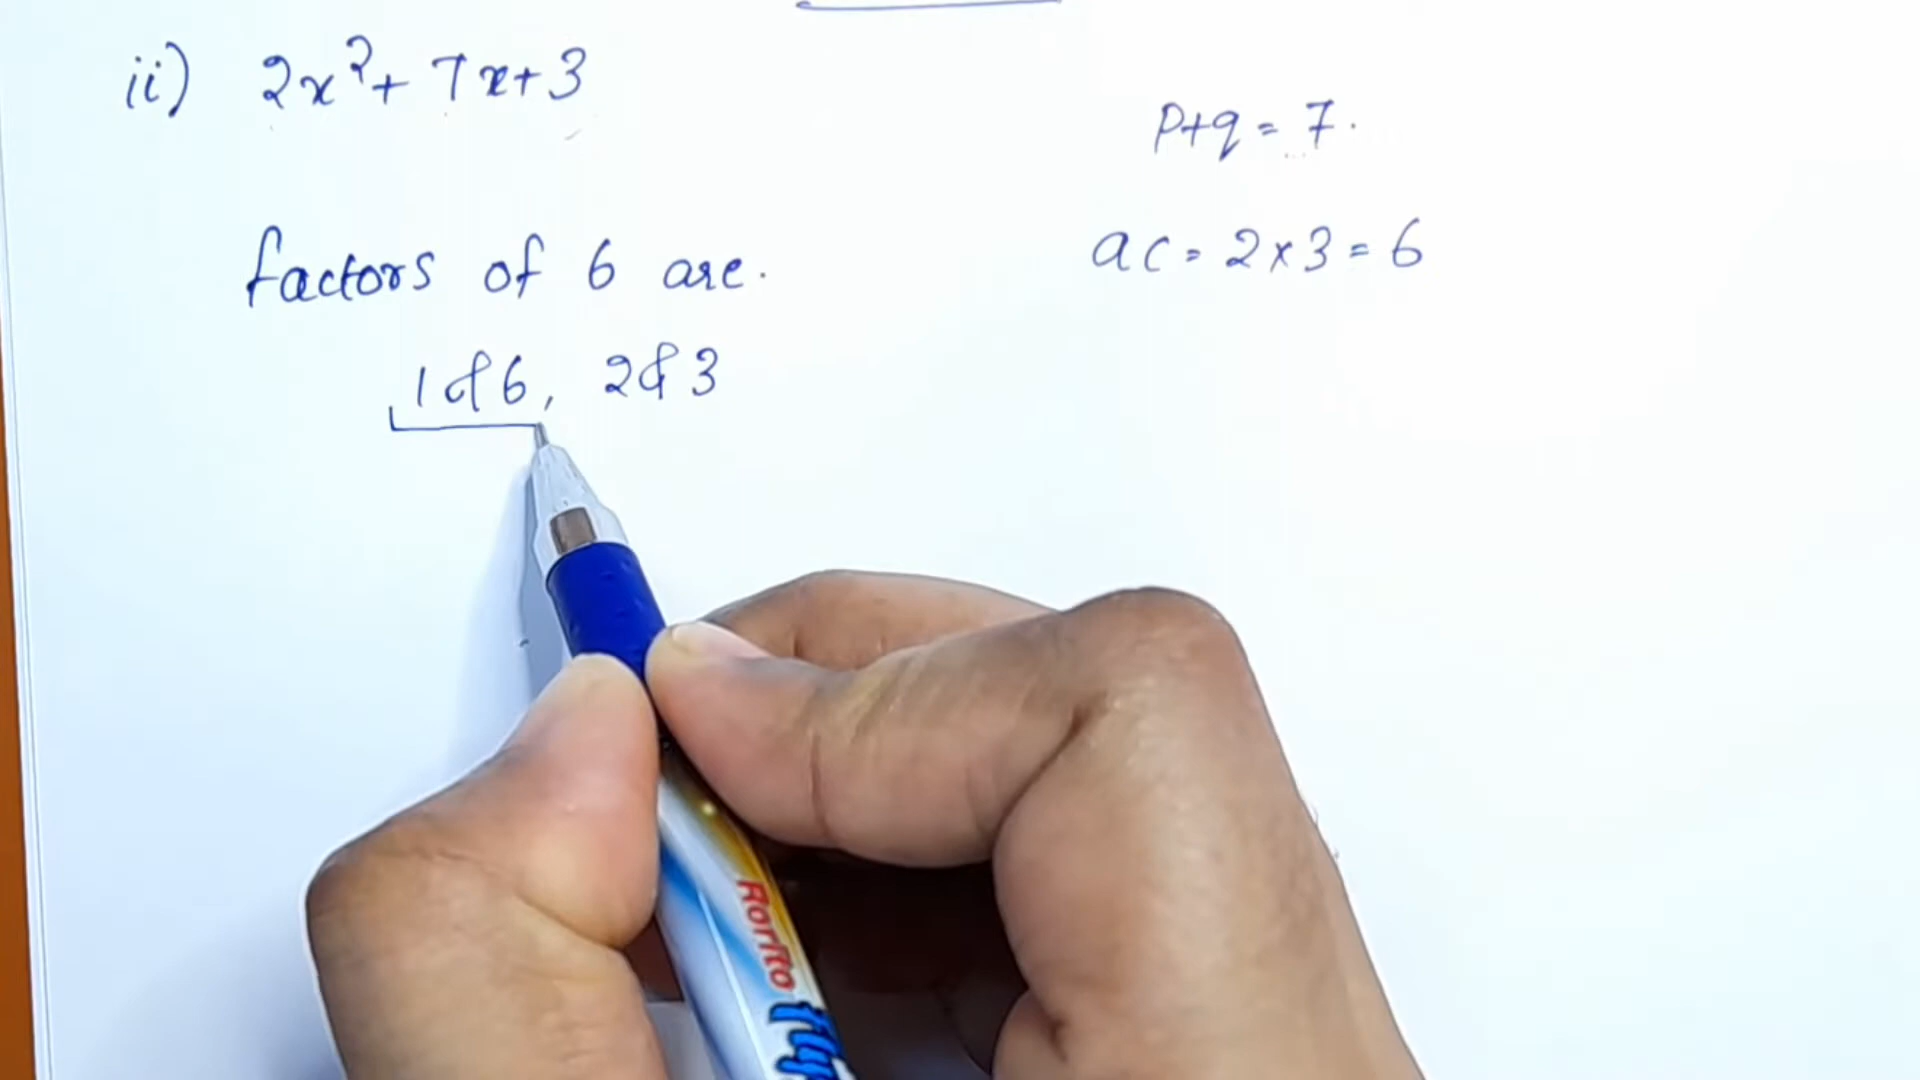 ii) 2x²+ 7x+3
p+q = 7.
factors of 6 are.
ac = 2×3 = 6
1 & 6, 2 & 3
Rorito